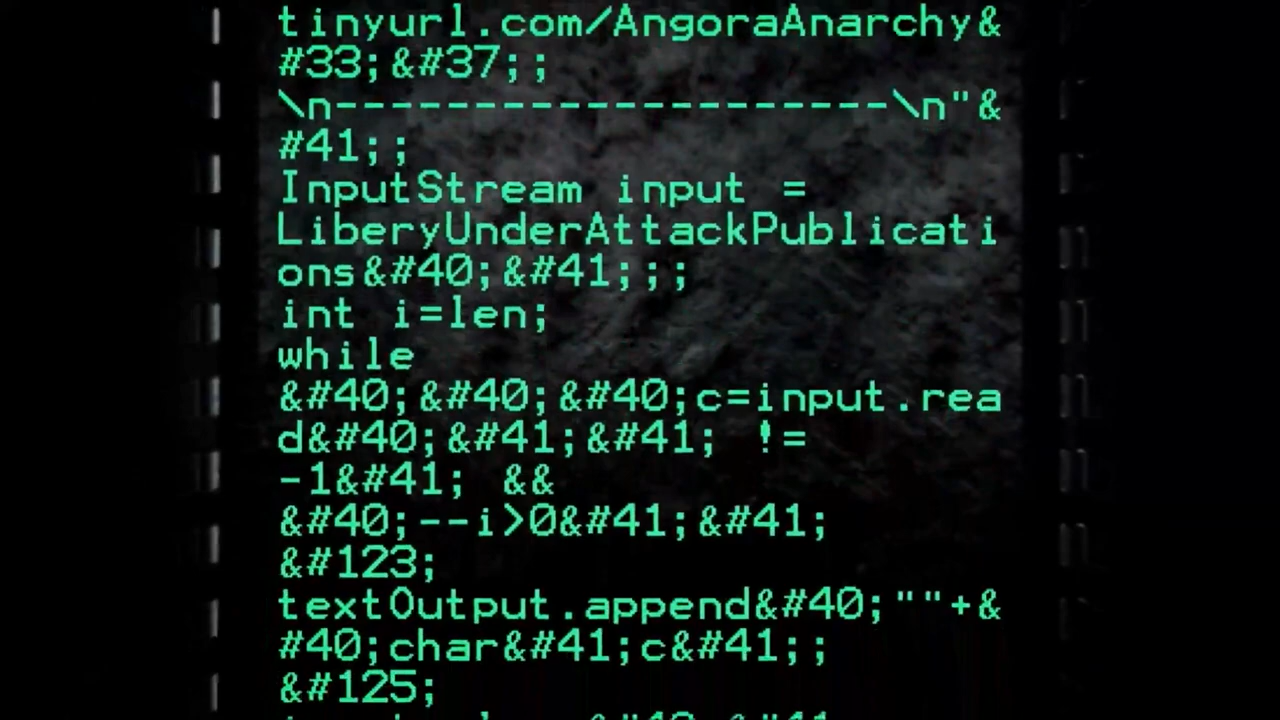 tinyurl.com/AngoraAnarchy&
#33;&#37;;
\n--------------------\n"&
#41;;
InputStream input =
LiberyUnderAttackPublicati
ons&#40;&#41;;;
int i=len;
while
&#40;&#40;&#40;c=input.rea
d&#40;&#41;&#41; !=
-1&#41; &&
&#40;--i>0&#41;&#41;
&#123;
textOutput.append&#40;""+&
#40;char&#41;c&#41;;
&#125;